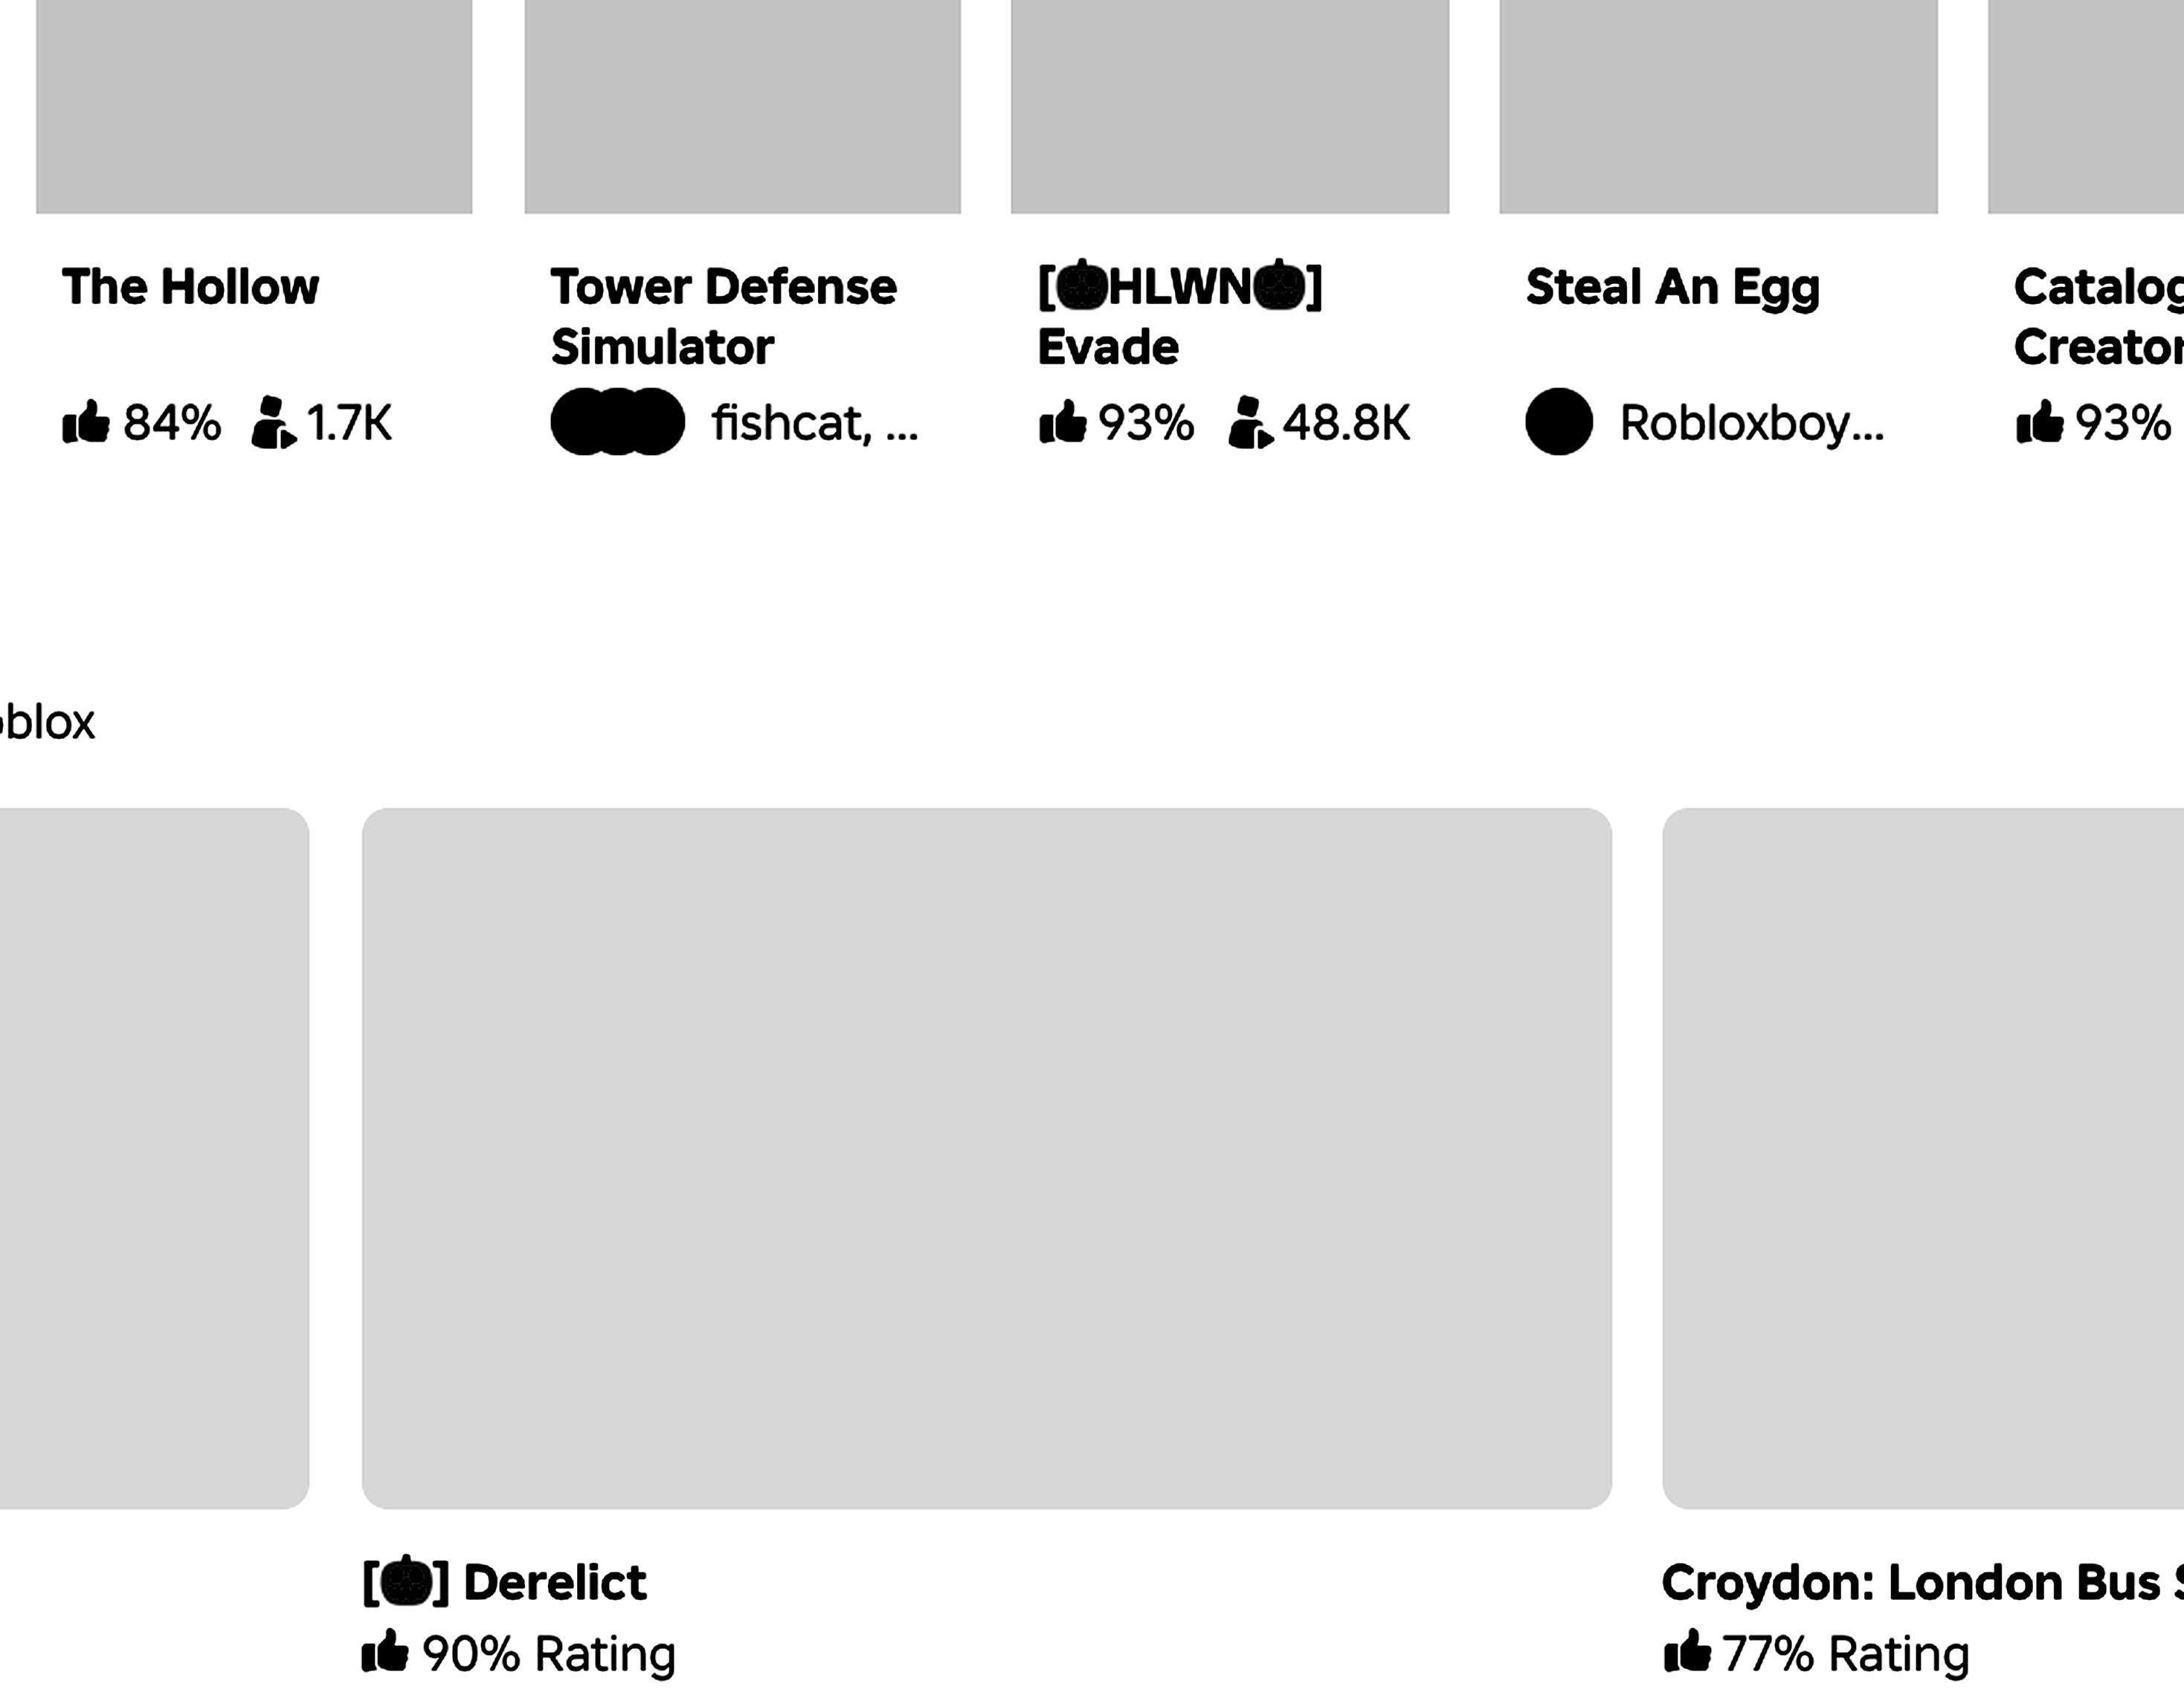 The Hollow
84% 1.7K
Tower Defense
Simulator
fishcat, ...
[🎃HLWN🎃]
Evade
93% 48.8K
Steal An Egg
Robloxboy...
Catalog
Creator
93%
blox
[🎃] Derelict
90% Rating
Croydon: London Bus S
77% Rating